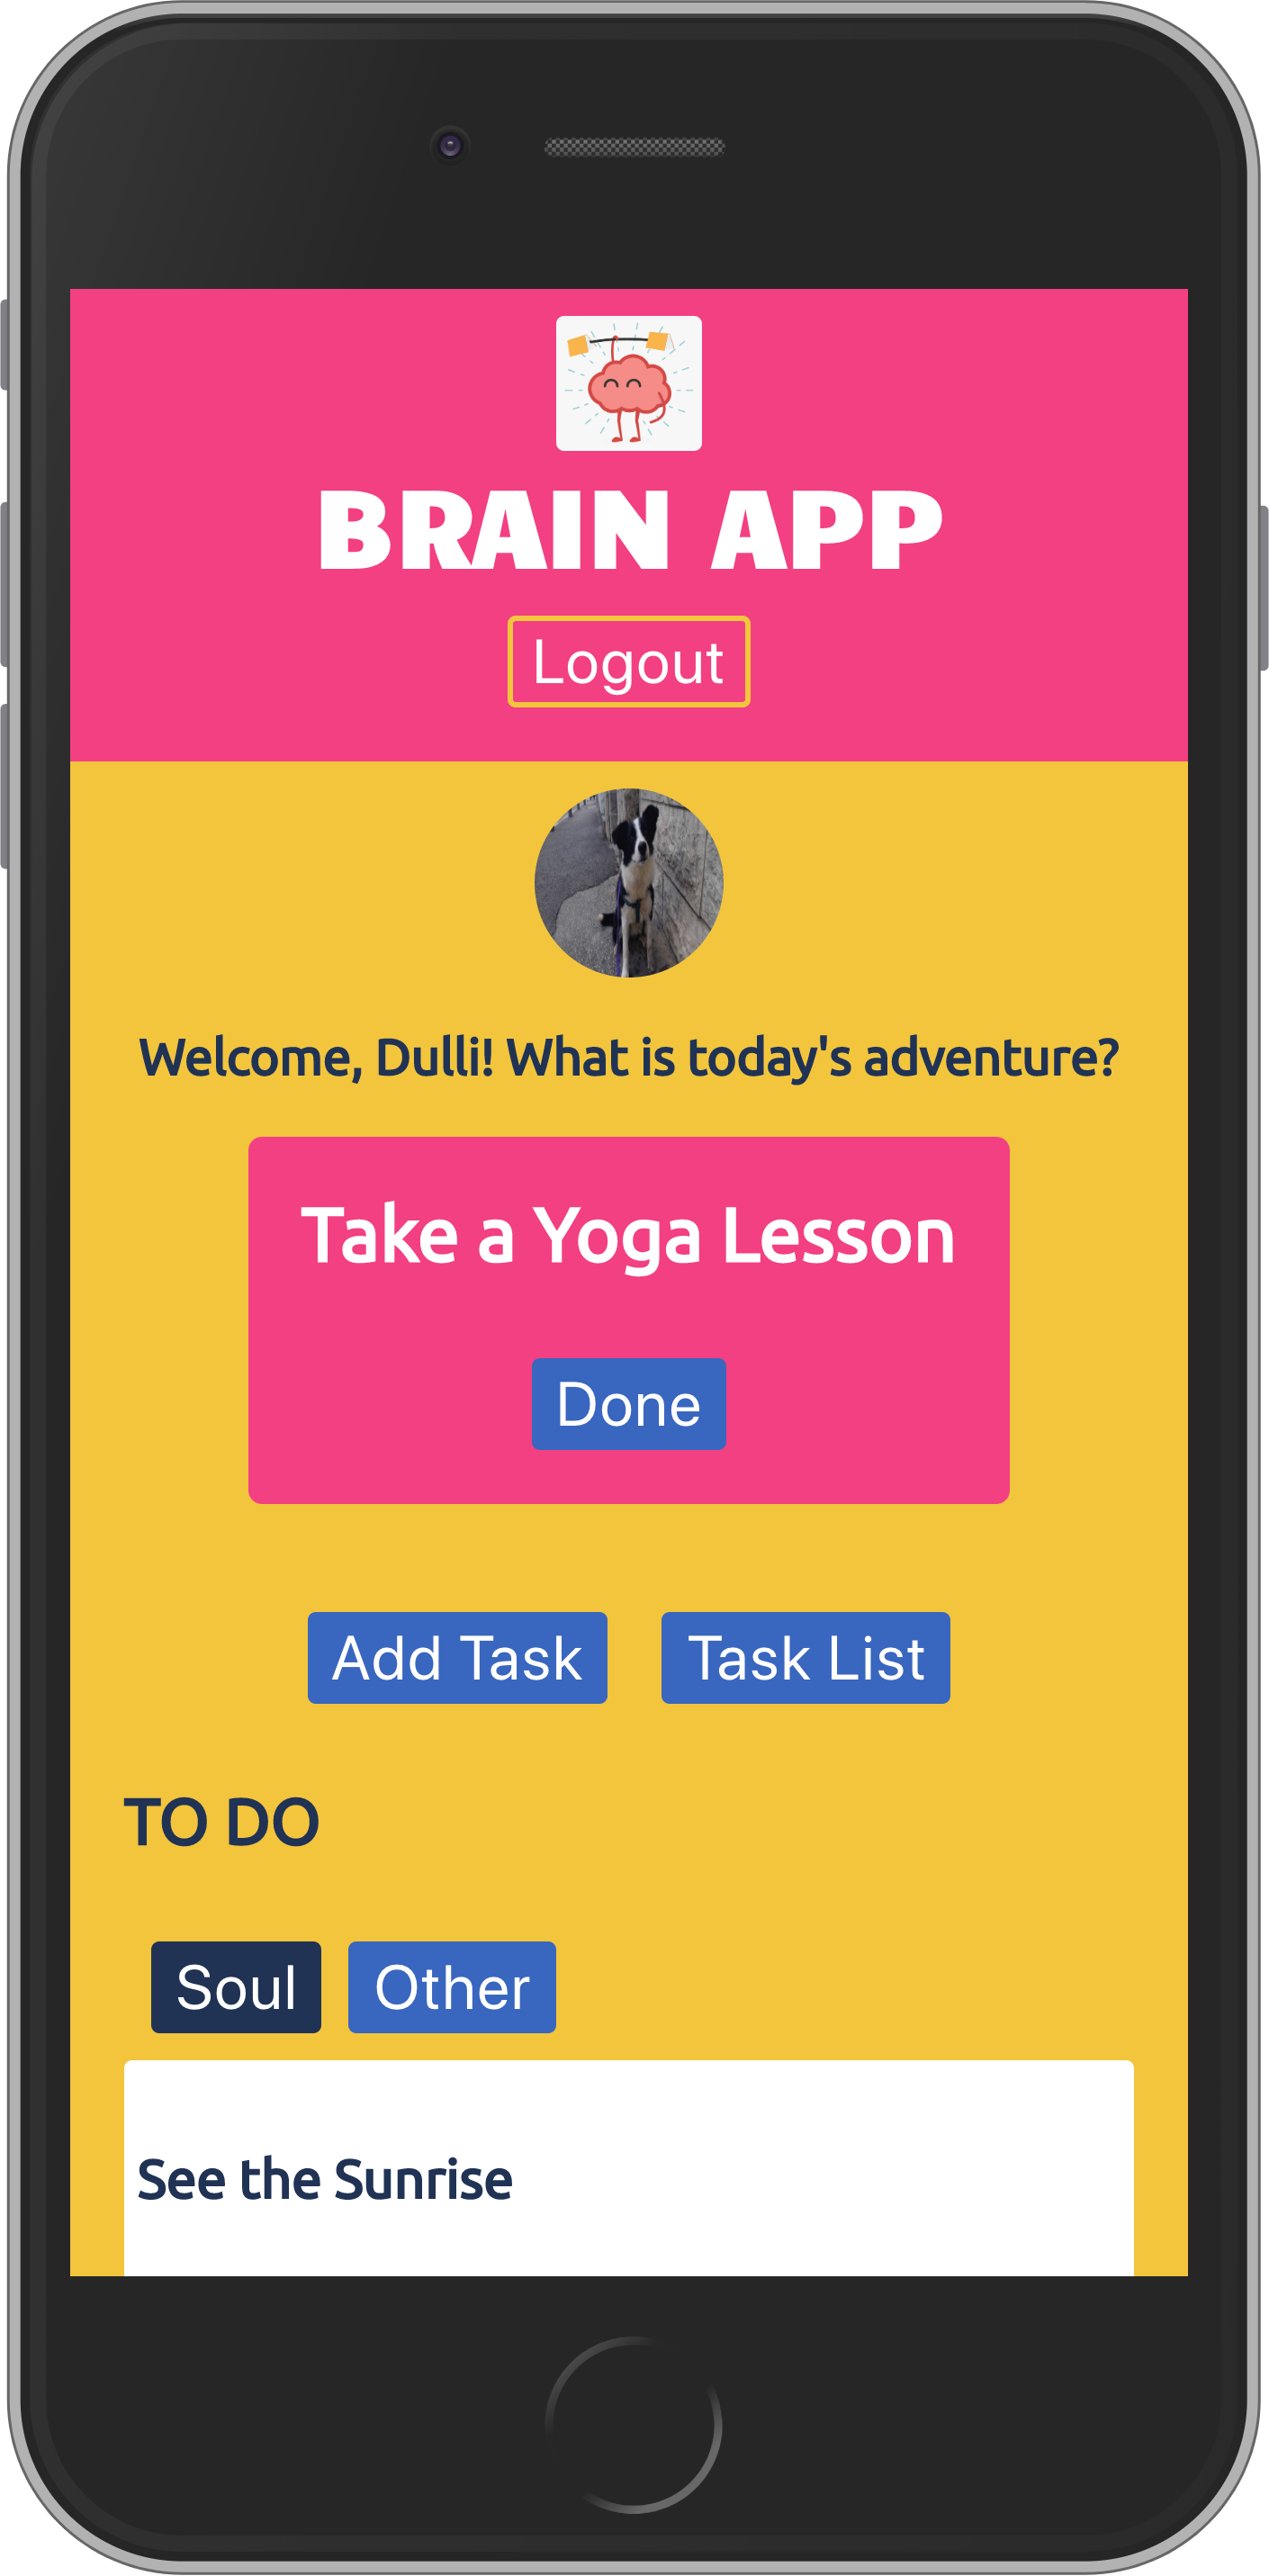 BRAIN APP
Logout
Welcome, Dulli! What is today's adventure?
Take a Yoga Lesson
Done
Add Task Task List
TO DO
Soul Other
See the Sunrise